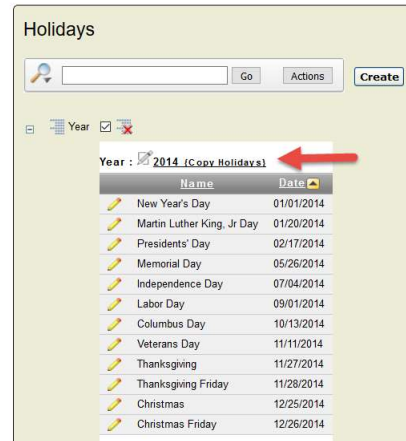 Holidays
Go Actions Create
Year
Year : 2014 (Copy Holidays)
Name Date
New Year's Day 01/01/2014
Martin Luther King, Jr Day 01/20/2014
Presidents' Day 02/17/2014
Memorial Day 05/26/2014
Independence Day 07/04/2014
Labor Day 09/01/2014
Columbus Day 10/13/2014
Veterans Day 11/11/2014
Thanksgiving 11/27/2014
Thanksgiving Friday 11/28/2014
Christmas 12/25/2014
Christmas Friday 12/26/2014